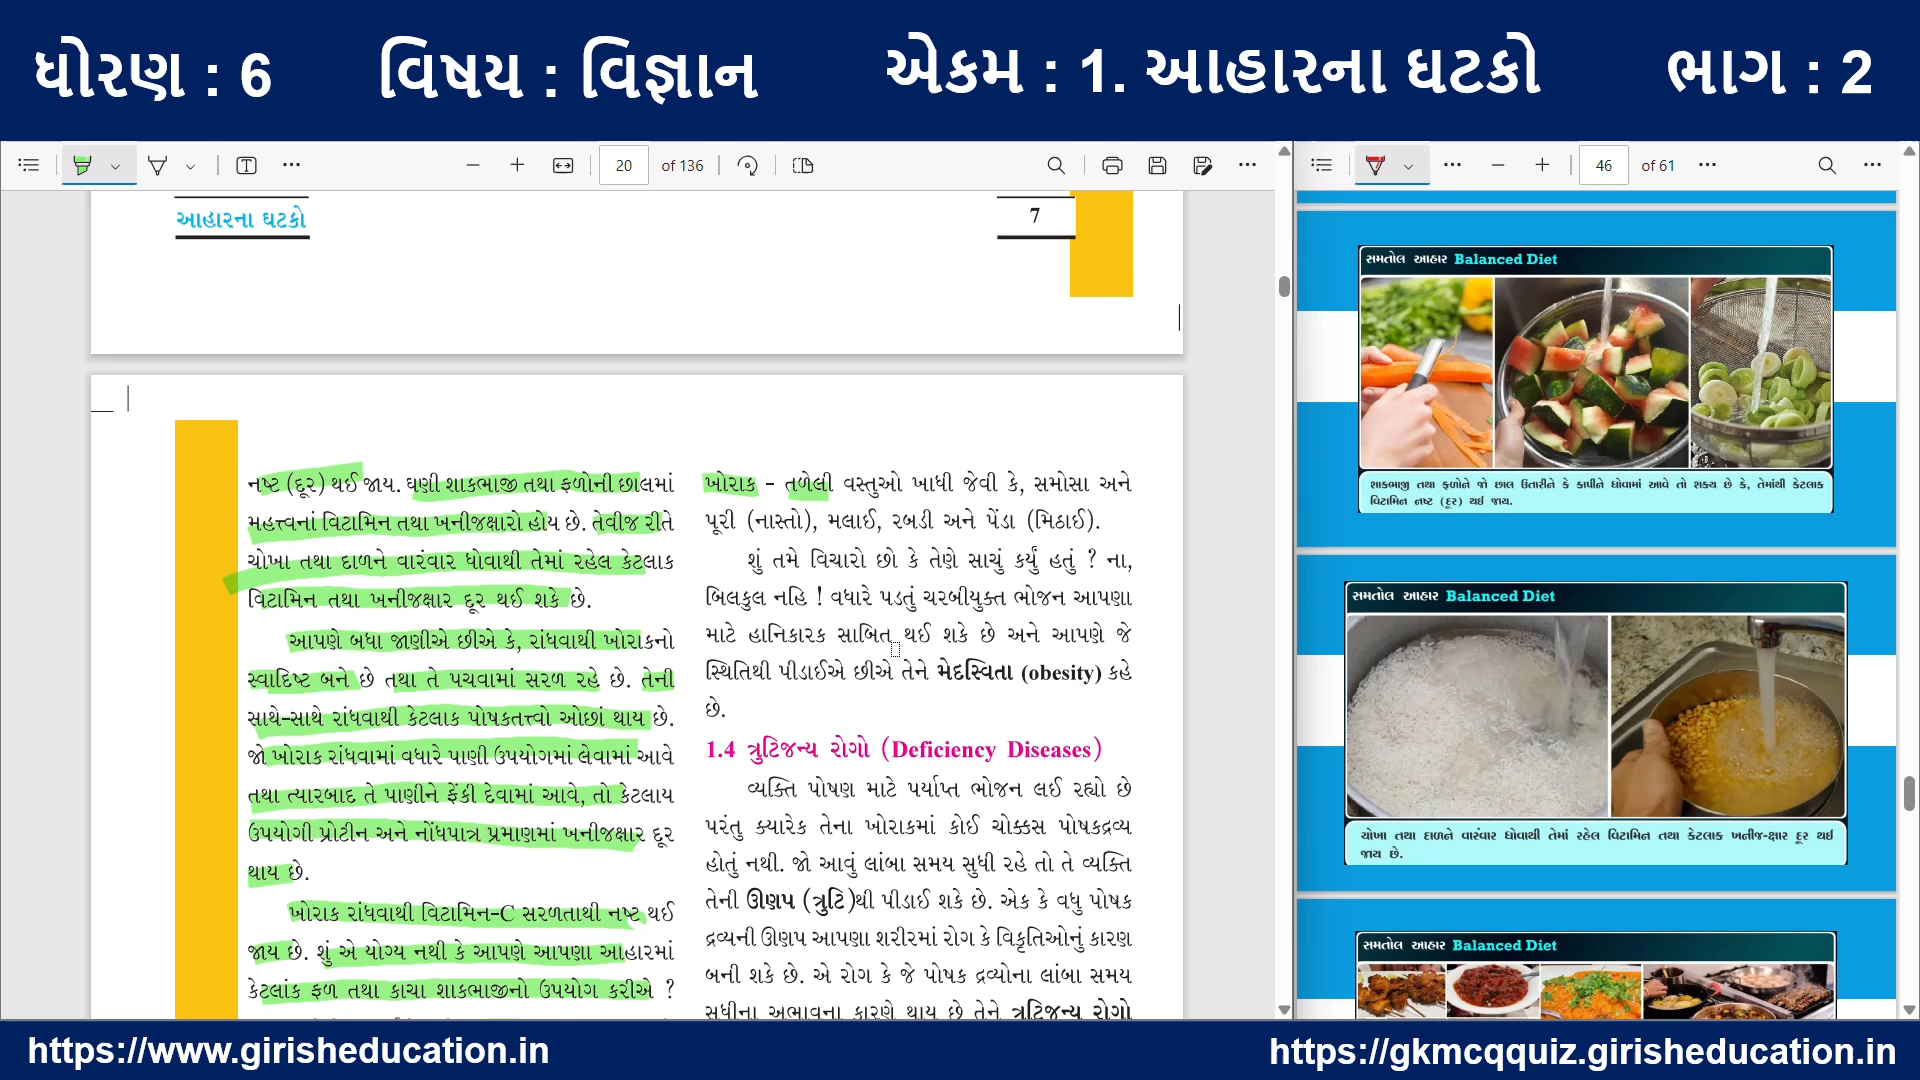 ધોરણ : 6 વિષય : વિજ્ઞાન એકમ : 1. આહારના ઘટકો ભાગ : 2
20 of 136
46 of 61
આહારના ઘટકો
7
નષ્ટ (દૂર) થઈ જાય. ઘણી શાકભાજી તથા ફળોની છાલમાં
મહત્ત્વનાં વિટામિન તથા ખનીજક્ષારો હોય છે. તેવીજ રીતે
ચોખા તથા દાળને વારંવાર ધોવાથી તેમાં રહેલ કેટલાક
વિટામિન તથા ખનીજક્ષાર દૂર થઈ શકે છે.
આપણે બધા જાણીએ છીએ કે, રાંધવાથી ખોરાકનો
સ્વાદિષ્ટ બને છે તથા તે પચવામાં સરળ રહે છે. તેની
સાથે-સાથે રાંધવાથી કેટલાક પોષકતત્ત્વો ઓછાં થાય છે.
જો ખોરાક રાંધવામાં વધારે પાણી ઉપયોગમાં લેવામાં આવે
તથા ત્યારબાદ તે પાણીને ફેંકી દેવામાં આવે, તો કેટલાય
ઉપયોગી પ્રોટીન અને નોંધપાત્ર પ્રમાણમાં ખનીજક્ષાર દૂર
થાય છે.
ખોરાક રાંધવાથી વિટામિન-C સરળતાથી નષ્ટ થઈ
જાય છે. શું એ યોગ્ય નથી કે આપણે આપણા આહારમાં
કેટલાંક ફળ તથા કાચા શાકભાજીનો ઉપયોગ કરીએ ?
ખોરાક - તળેલી વસ્તુઓ ખાધી જેવી કે, સમોસા અને
પૂરી (નાસ્તો), મલાઈ, રબડી અને પેંડા (મિઠાઈ).
શું તમે વિચારો છો કે તેણે સાચું કર્યું હતું ? ના,
બિલકુલ નહિ ! વધારે પડતું ચરબીયુક્ત ભોજન આપણા
માટે હાનિકારક સાબિત થઈ શકે છે અને આપણે જે
સ્થિતિથી પીડાઈએ છીએ તેને મેદસ્વિતા (obesity) કહે
છે.
1.4 ત્રુટિજન્ય રોગો (Deficiency Diseases)
વ્યક્તિ પોષણ માટે પર્યાપ્ત ભોજન લઈ રહ્યો છે
પરંતુ ક્યારેક તેના ખોરાકમાં કોઈ ચોક્કસ પોષકદ્રવ્ય
હોતું નથી. જો આવું લાંબા સમય સુધી રહે તો તે વ્યક્તિ
તેની ઊણપ (ત્રુટિ)થી પીડાઈ શકે છે. એક કે વધુ પોષક
દ્રવ્યની ઊણપ આપણા શરીરમાં રોગ કે વિકૃતિઓનું કારણ
બની શકે છે. એ રોગ કે જે પોષક દ્રવ્યોના લાંબા સમય
સુધીના અભાવના કારણે થાય છે તેને ત્રુટિજન્ય રોગો
સમતોલ આહાર Balanced Diet
શાકભાજી તથા ફળોને જો છાલ ઉતારીને કે કાપીને ધોવામાં આવે તો શક્ય છે કે, તેમાંથી કેટલાક
વિટામિન નષ્ટ (દૂર) થઈ જાય.
સમતોલ આહાર Balanced Diet
ચોખા તથા દાળને વારંવાર ધોવાથી તેમાં રહેલ વિટામિન તથા કેટલાક ખનીજ-ક્ષાર દૂર થઈ
જાય છે.
સમતોલ આહાર Balanced Diet
https://www.girisheducation.in
https://gkmcqquiz.girisheducation.in